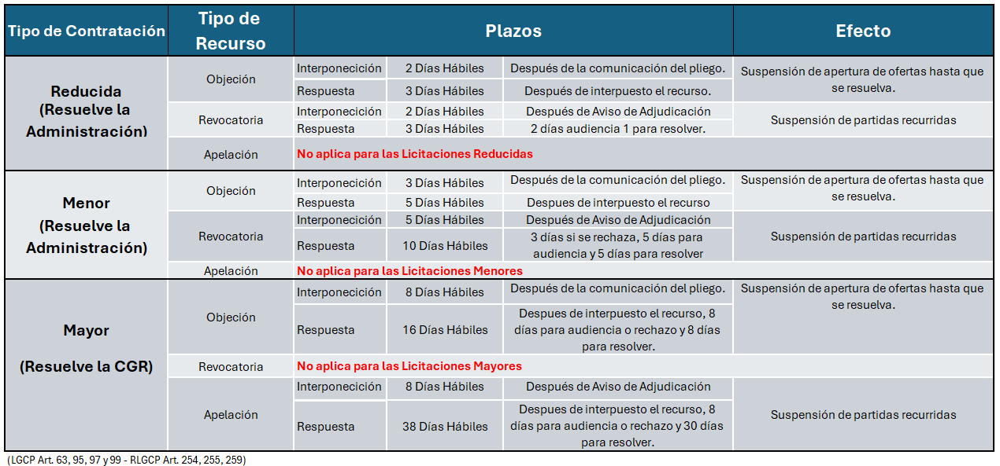 Tipo de Contratación
Tipo de
Recurso
Plazos
Efecto
Reducida
(Resuelve la
Administración)
Objeción
Interponecición
2 Días Hábiles
Después de la comunicación del pliego.
Suspensión de apertura de ofertas hasta que
se resuelva.
Respuesta
3 Días Hábiles
Después de interpuesto el recurso.
Revocatoria
Interponecición
2 Días Hábiles
Después de Aviso de Adjudicación
Suspensión de partidas recurridas
Respuesta
3 Días Hábiles
2 días audiencia 1 para resolver.
Apelación
No aplica para las Licitaciones Reducidas
Menor
(Resuelve la
Administración)
Objeción
Interponecición
3 Días Hábiles
Después de la comunicación del pliego.
Suspensión de apertura de ofertas hasta que
se resuelva.
Respuesta
5 Días Hábiles
Despues de interpuesto el recurso
Revocatoria
Interponecición
5 Días Hábiles
Después de Aviso de Adjudicación
Suspensión de partidas recurridas
Respuesta
10 Días Hábiles
3 días si se rechaza, 5 días para
audiencia y 5 días para resolver
Apelación
No aplica para las Licitaciones Menores
Mayor
(Resuelve la CGR)
Objeción
Interponecición
8 Días Hábiles
Después de la comunicación del pliego.
Suspensión de apertura de ofertas hasta que
se resuelva.
Respuesta
16 Días Hábiles
Despues de interpuesto el recurso, 8
días para audiencia o rechazo y 8 días
para resolver.
Revocatoria
No aplica para las Licitaciones Mayores
Apelación
Interponecición
8 Días Hábiles
Después de Aviso de Adjudicación
Suspensión de partidas recurridas
Respuesta
38 Días Hábiles
Despues de interpuesto el recurso, 8
días para audiencia o rechazo y 30 días
para resolver.
(LGCP Art. 63, 95, 97 y 99 - RLGCP Art. 254, 255, 259)